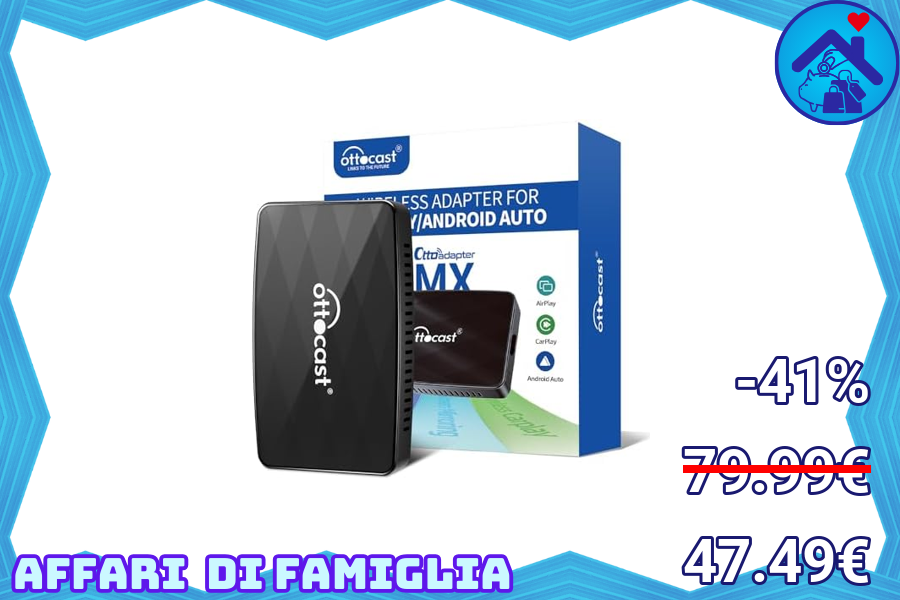 ottocast®
LINKS TO THE FUTURE
WIRELESS ADAPTER FOR
Y/ANDROID AUTO
Ottoadapter
MX
AirPlay
CarPlay
Android Auto
ottocast®
ottocast®
ottocast®
Carplay
-41%
79.99€
47.49€
AFFARI DI FAMIGLIA